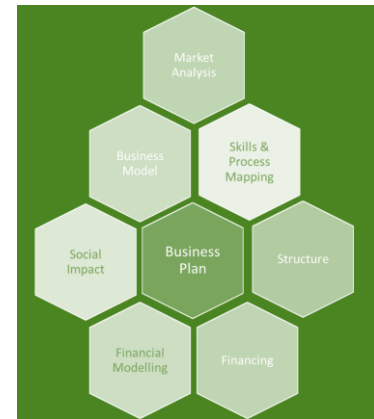 Market
Analysis
Business
Model
Skills &
Process
Mapping
Social
Impact
Business
Plan
Structure
Financial
Modelling
Financing